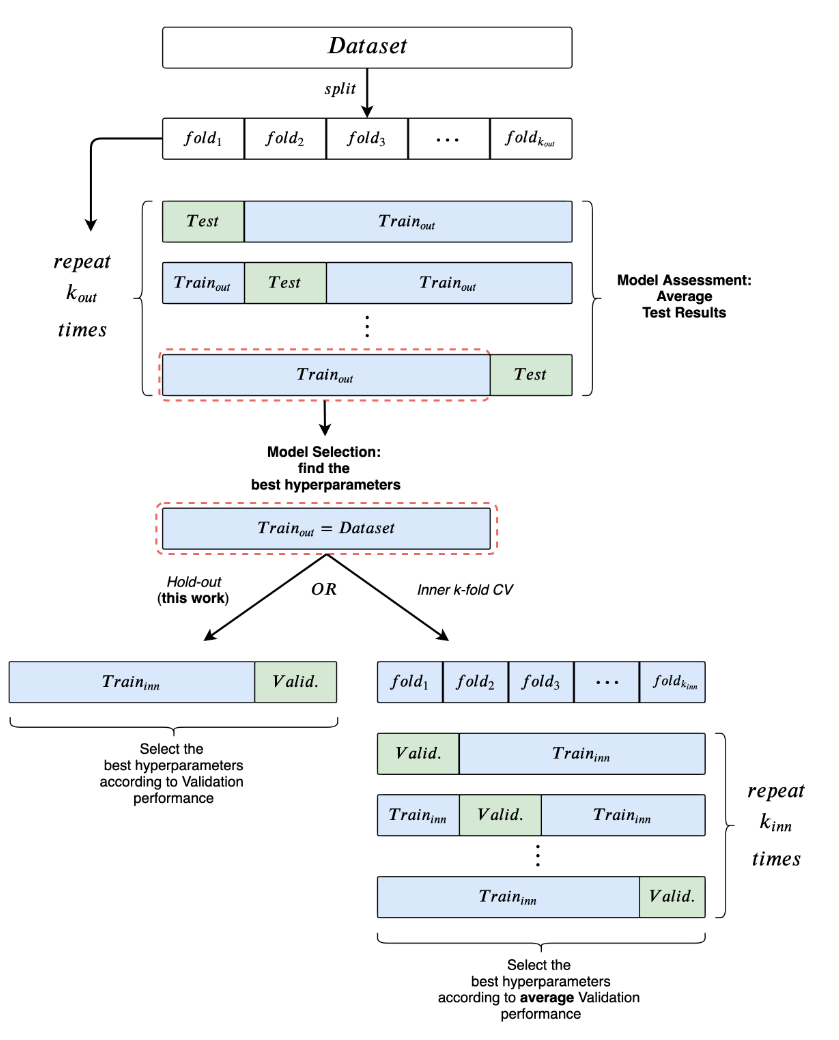 Dataset
split
fold₁ fold₂ fold₃ ⋯ foldₖₒᵤₜ
repeat
kₒᵤₜ
times
Test Trainₒᵤₜ
Trainₒᵤₜ Test Trainₒᵤₜ
⋮
Trainₒᵤₜ Test
Model Assessment:
Average
Test Results
Model Selection:
find the
best hyperparameters
Trainₒᵤₜ = Dataset
Hold-out
(this work)
OR
Inner k-fold CV
Trainᵢₙₙ Valid.
Select the
best hyperparameters
according to Validation
performance
fold₁ fold₂ fold₃ ⋯ foldₖᵢₙₙ
Valid. Trainᵢₙₙ
Trainᵢₙₙ Valid. Trainᵢₙₙ
⋮
Trainᵢₙₙ Valid.
repeat
kᵢₙₙ
times
Select the
best hyperparameters
according to average Validation
performance